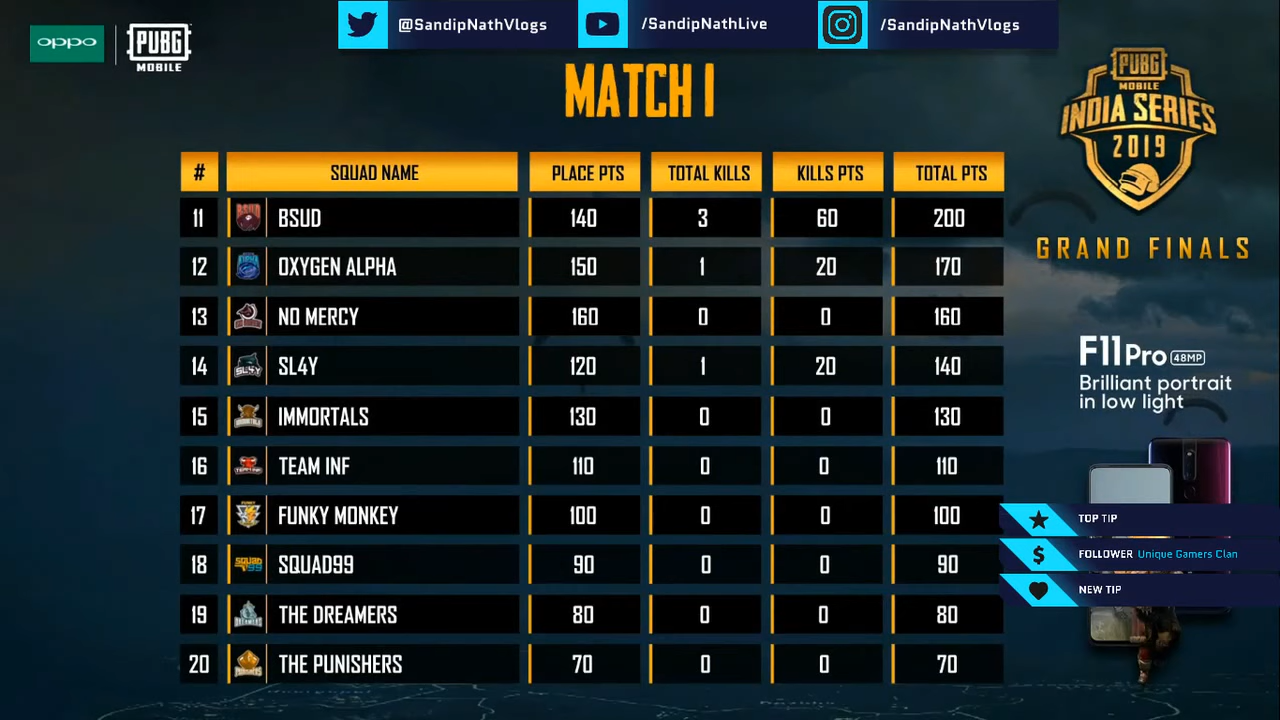 oppo
PUBG
MOBILE
@SandipNathVlogs
/SandipNathLive
/SandipNathVlogs
MATCH 1
PUBG
MOBILE
INDIA SERIES
2019
GRAND FINALS
# SQUAD NAME PLACE PTS TOTAL KILLS KILLS PTS TOTAL PTS
11 BSUD 140 3 60 200
12 OXYGEN ALPHA 150 1 20 170
13 NO MERCY 160 0 0 160
14 SL4Y 120 1 20 140
15 IMMORTALS 130 0 0 130
16 TEAM INF 110 0 0 110
17 FUNKY MONKEY 100 0 0 100
18 SQUAD99 90 0 0 90
19 THE DREAMERS 80 0 0 80
20 THE PUNISHERS 70 0 0 70
F11 Pro 48MP
Brilliant portrait
in low light
TOP TIP
FOLLOWER Unique Gamers Clan
NEW TIP